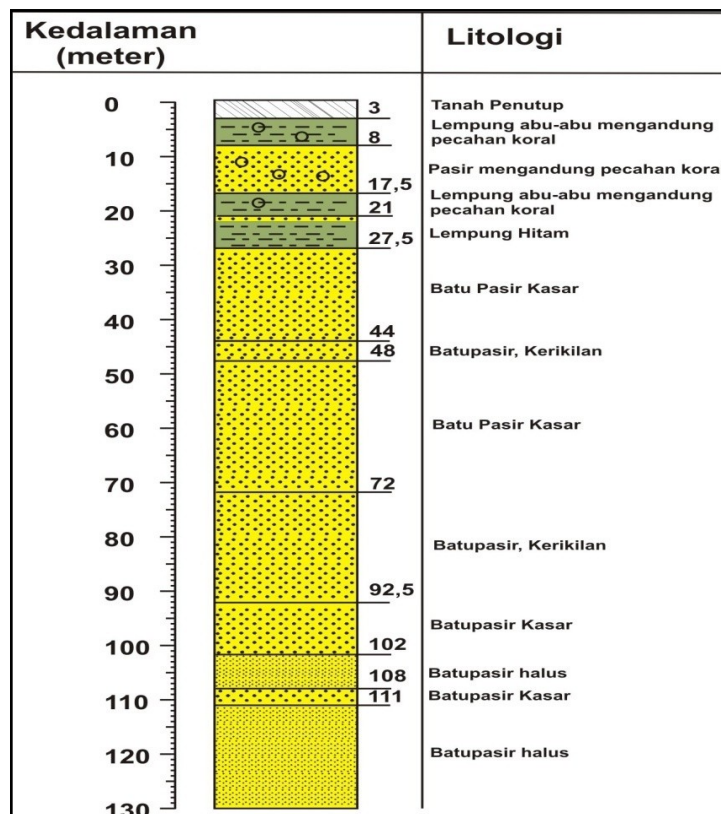 Kedalaman
(meter)
Litologi
0
3
Tanah Penutup
Lempung abu-abu mengandung
pecahan koral
8
10
Pasir mengandung pecahan kora
17,5
Lempung abu-abu mengandung
pecahan koral
20
21
27,5
Lempung Hitam
30
Batu Pasir Kasar
40
44
48
Batupasir, Kerikilan
50
60
Batu Pasir Kasar
70
72
80
Batupasir, Kerikilan
90
92,5
Batupasir Kasar
100
102
108
Batupasir halus
110
111
Batupasir Kasar
120
Batupasir halus
130